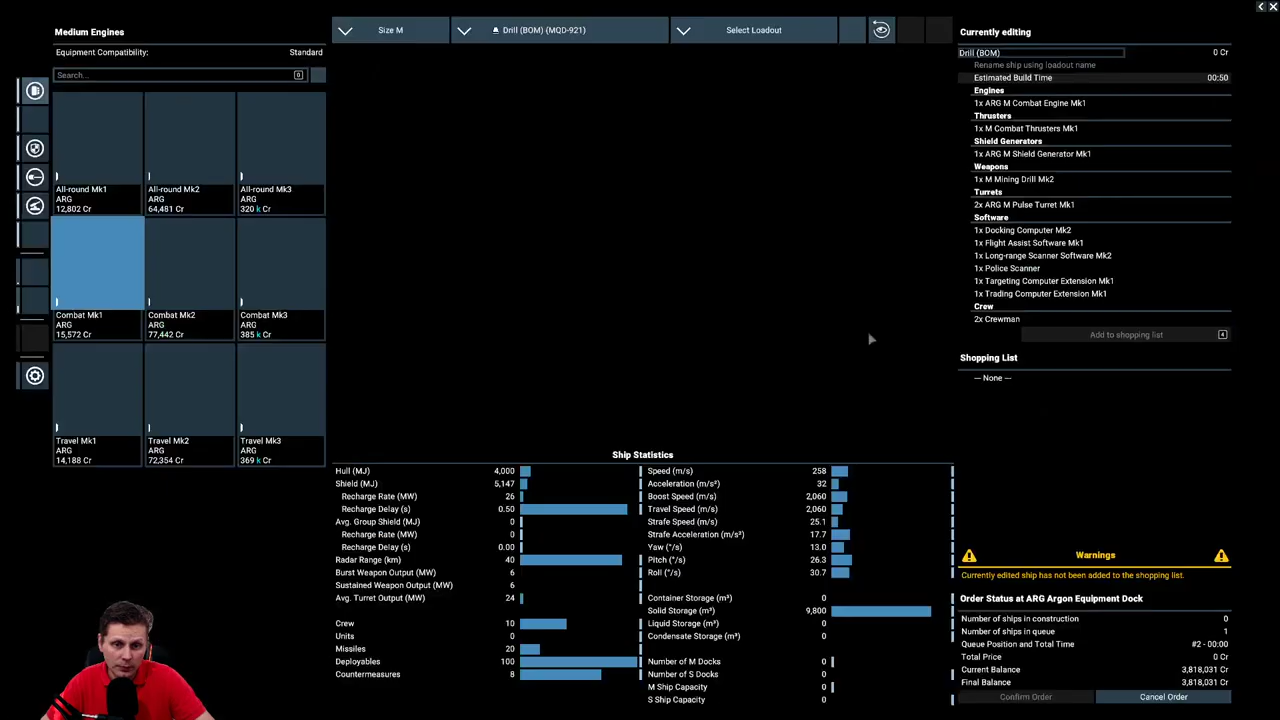 Medium Engines
Equipment Compatibility: Standard
Search...
All-round Mk1
ARG
12,802 Cr
All-round Mk2
ARG
64,481 Cr
All-round Mk3
ARG
320 k Cr
Combat Mk1
ARG
15,572 Cr
Combat Mk2
ARG
77,442 Cr
Combat Mk3
ARG
385 k Cr
Travel Mk1
ARG
14,188 Cr
Travel Mk2
ARG
72,354 Cr
Travel Mk3
ARG
369 k Cr
Size M
Drill (BOM) (MQD-921)
Select Loadout
Ship Statistics
Hull (MJ) 4,000
Shield (MJ) 5,147
Recharge Rate (MW) 26
Recharge Delay (s) 0.50
Avg. Group Shield (MJ) 0
Recharge Rate (MW) 0
Recharge Delay (s) 0.00
Radar Range (km) 40
Burst Weapon Output (MW) 6
Sustained Weapon Output (MW) 6
Avg. Turret Output (MW) 24
Crew 10
Units 0
Missiles 20
Deployables 100
Countermeasures 8
Speed (m/s) 258
Acceleration (m/s²) 32
Boost Speed (m/s) 2,060
Travel Speed (m/s) 2,060
Strafe Speed (m/s) 25.1
Strafe Acceleration (m/s²) 17.7
Yaw (°/s) 13.0
Pitch (°/s) 26.3
Roll (°/s) 30.7
Container Storage (m³) 0
Solid Storage (m³) 9,800
Liquid Storage (m³) 0
Condensate Storage (m³) 0
Number of M Docks 0
Number of S Docks 0
M Ship Capacity 0
S Ship Capacity 0
Currently editing
Drill (BOM) 0 Cr
Rename ship using loadout name
Estimated Build Time 00:50
Engines
1x ARG M Combat Engine Mk1
Thrusters
1x M Combat Thrusters Mk1
Shield Generators
1x ARG M Shield Generator Mk1
Weapons
1x M Mining Drill Mk2
Turrets
2x ARG M Pulse Turret Mk1
Software
1x Docking Computer Mk2
1x Flight Assist Software Mk1
1x Long-range Scanner Software Mk2
1x Police Scanner
1x Targeting Computer Extension Mk1
1x Trading Computer Extension Mk1
Crew
2x Crewman
Add to shopping list
Shopping List
— None —
Warnings
Currently edited ship has not been added to the shopping list.
Order Status at ARG Argon Equipment Dock
Number of ships in construction 0
Number of ships in queue 1
Queue Position and Total Time #2 - 00:00
Total Price 0 Cr
Current Balance 3,818,031 Cr
Final Balance 3,818,031 Cr
Confirm Order
Cancel Order